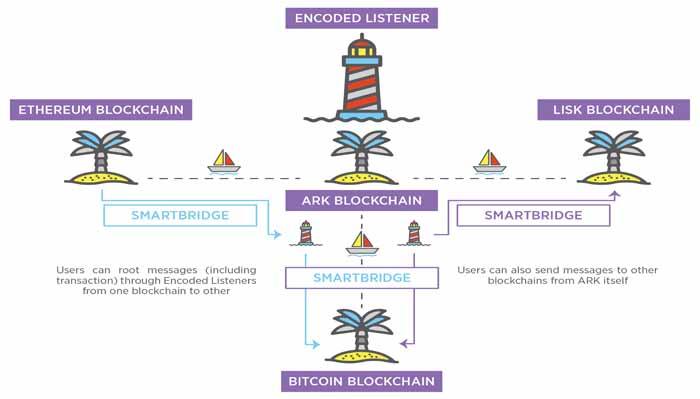 ENCODED LISTENER
ETHEREUM BLOCKCHAIN
LISK BLOCKCHAIN
ARK BLOCKCHAIN
SMARTBRIDGE
SMARTBRIDGE
Users can root messages (including
transaction) through Encoded Listeners
from one blockchain to other
SMARTBRIDGE
Users can also send messages to other
blockchains from ARK itself
BITCOIN BLOCKCHAIN